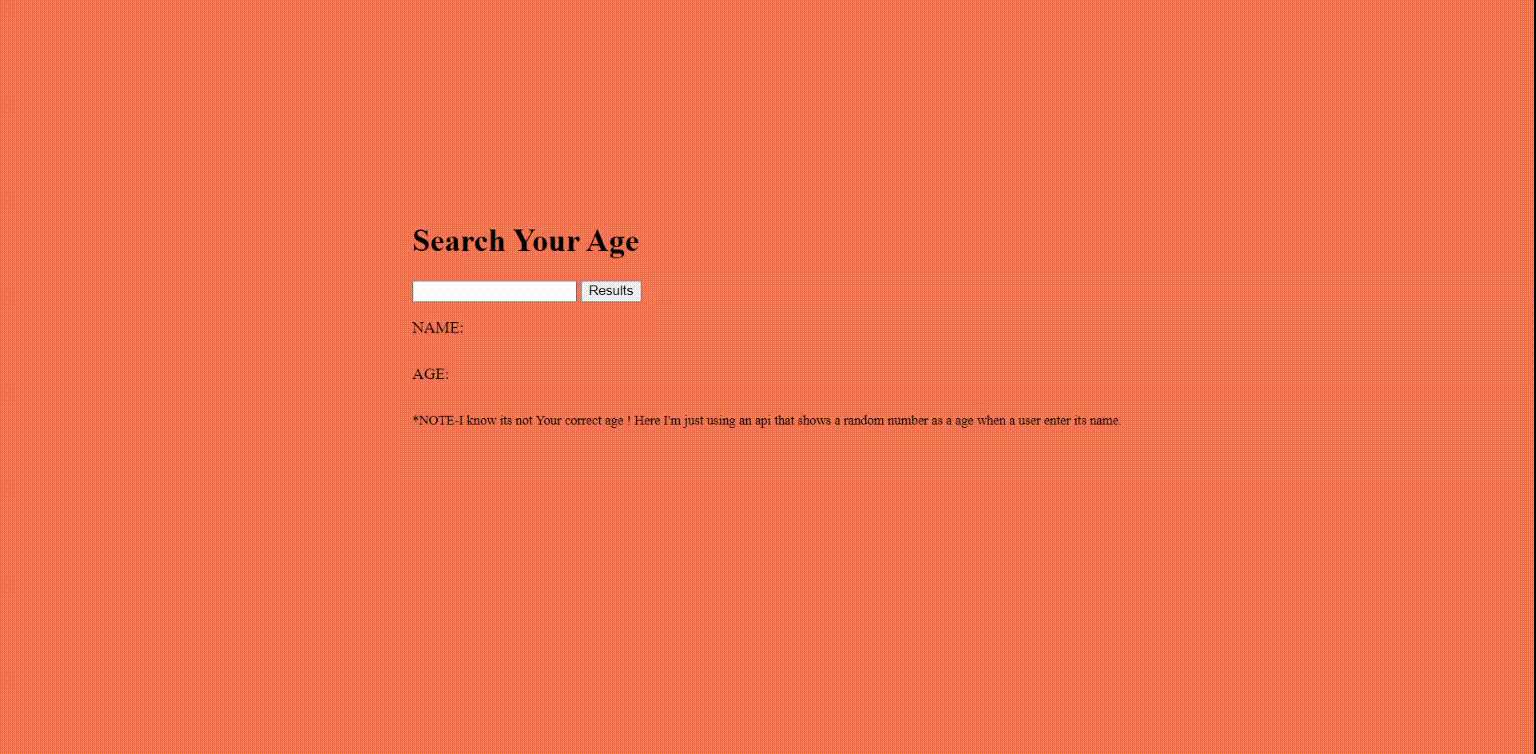 Search Your Age
Results
NAME:
AGE:
*NOTE-I know its not Your correct age ! Here I'm just using an api that shows a random number as a age when a user enter its name.